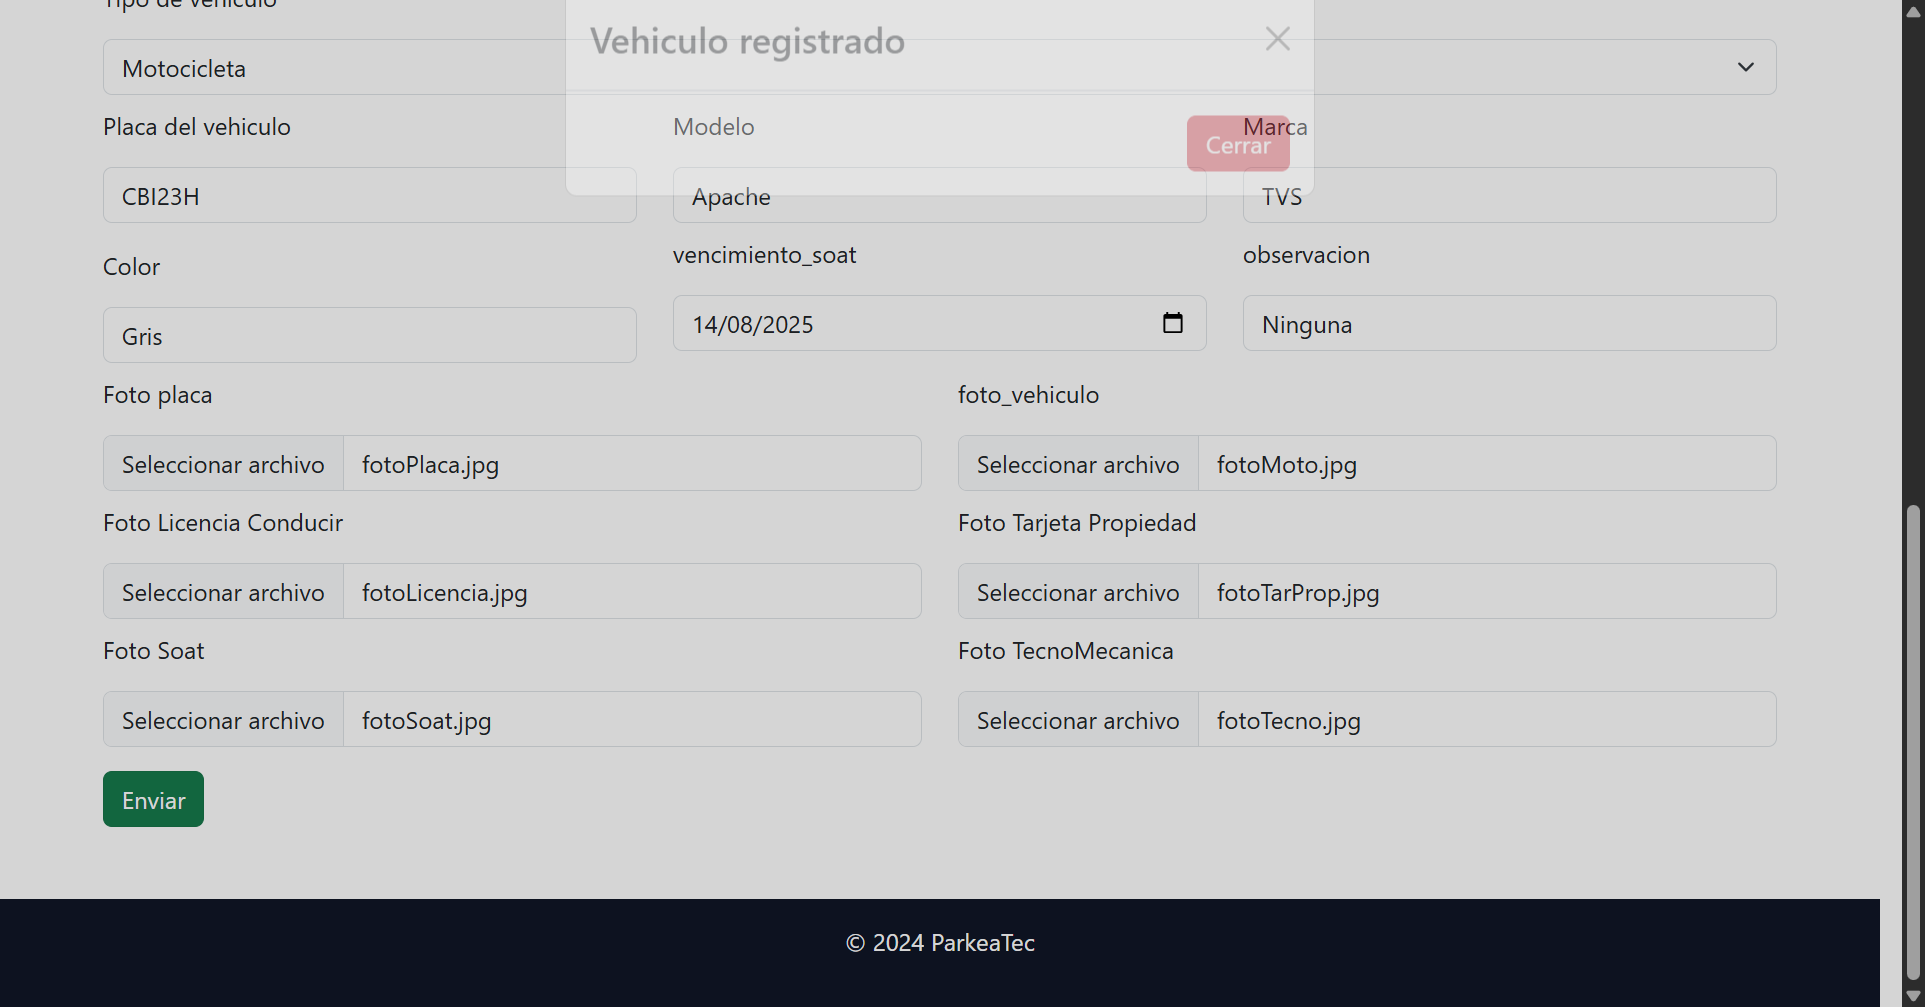 Tipo de vehiculo
Vehiculo registrado
Motocicleta
Placa del vehiculo
Modelo
Marca
Cerrar
CBI23H
Apache
TVS
Color
vencimiento_soat
observacion
Gris
14/08/2025
Ninguna
Foto placa
foto_vehiculo
Seleccionar archivo fotoPlaca.jpg
Seleccionar archivo fotoMoto.jpg
Foto Licencia Conducir
Foto Tarjeta Propiedad
Seleccionar archivo fotoLicencia.jpg
Seleccionar archivo fotoTarProp.jpg
Foto Soat
Foto TecnoMecanica
Seleccionar archivo fotoSoat.jpg
Seleccionar archivo fotoTecno.jpg
Enviar
© 2024 ParkeaTec